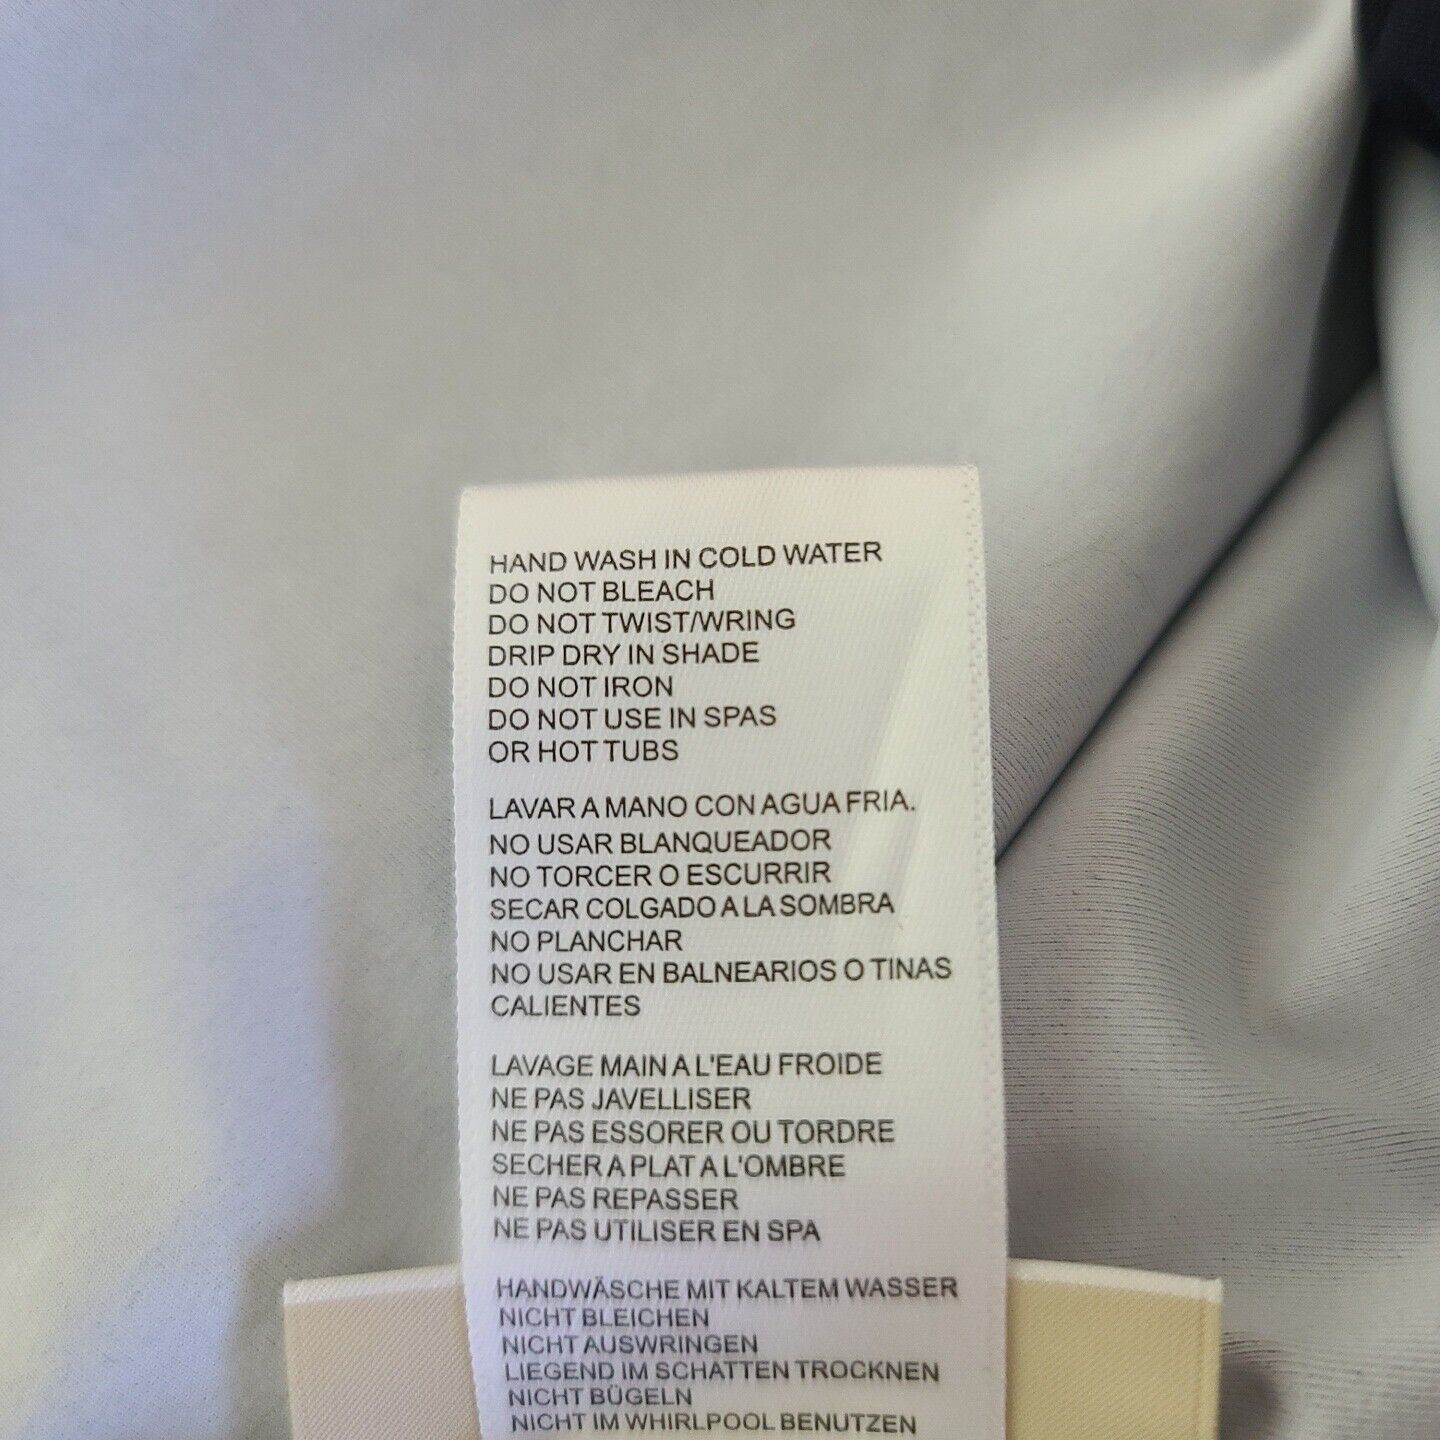 HAND WASH IN COLD WATER
DO NOT BLEACH
DO NOT TWIST/WRING
DRIP DRY IN SHADE
DO NOT IRON
DO NOT USE IN SPAS
OR HOT TUBS
LAVAR A MANO CON AGUA FRIA.
NO USAR BLANQUEADOR
NO TORCER O ESCURRIR
SECAR COLGADO A LA SOMBRA
NO PLANCHAR
NO USAR EN BALNEARIOS O TINAS
CALIENTES
LAVAGE MAIN A L'EAU FROIDE
NE PAS JAVELLISER
NE PAS ESSORER OU TORDRE
SECHER A PLAT A L'OMBRE
NE PAS REPASSER
NE PAS UTILISER EN SPA
HANDWÄSCHE MIT KALTEM WASSER
NICHT BLEICHEN
NICHT AUSWRINGEN
LIEGEND IM SCHATTEN TROCKNEN
NICHT BÜGELN
NICHT IM WHIRLPOOL BENUTZEN